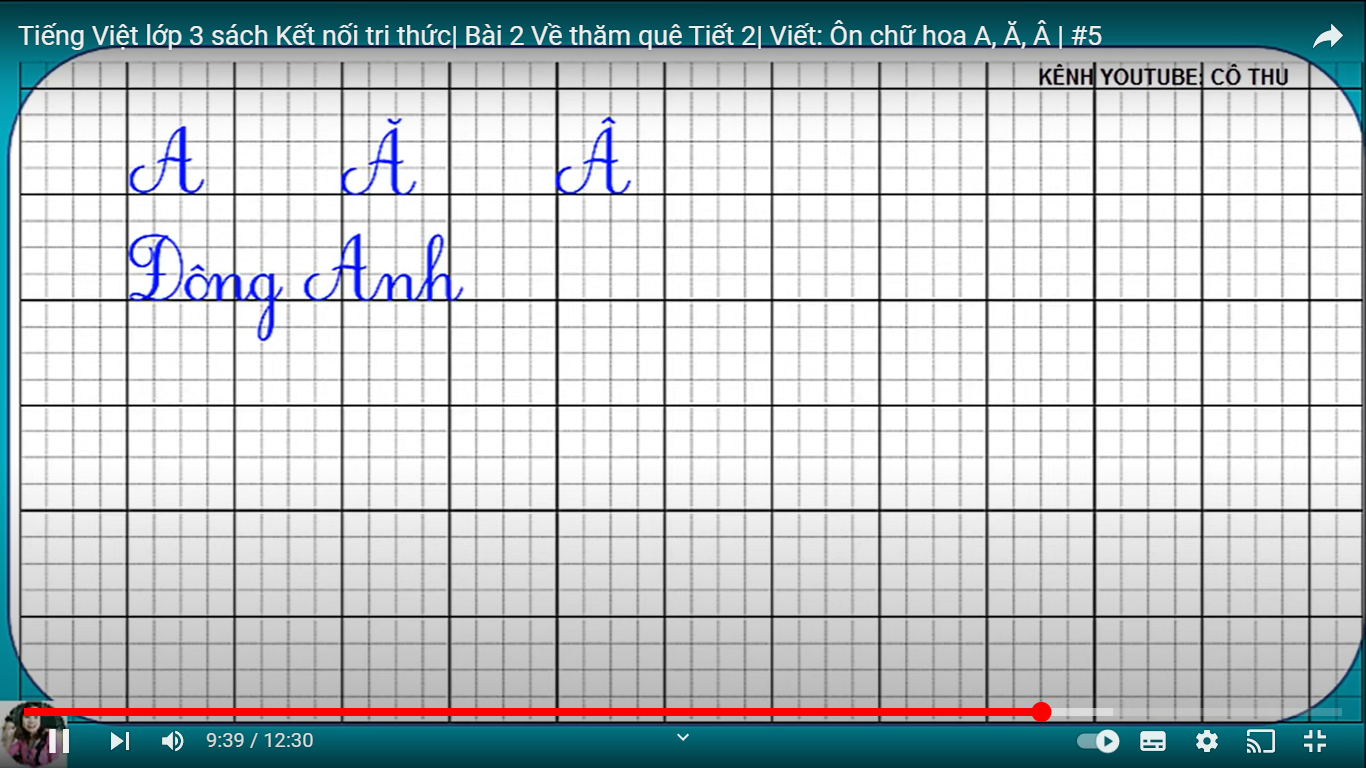 Tiếng Việt lớp 3 sách Kết nối tri thức| Bài 2 Về thăm quê Tiết 2| Viết: Ôn chữ hoa A, Ă, Â | #5
KÊNH YOUTUBE: CÔ THU
A Ă Â
Đông Anh
9:39 / 12:30